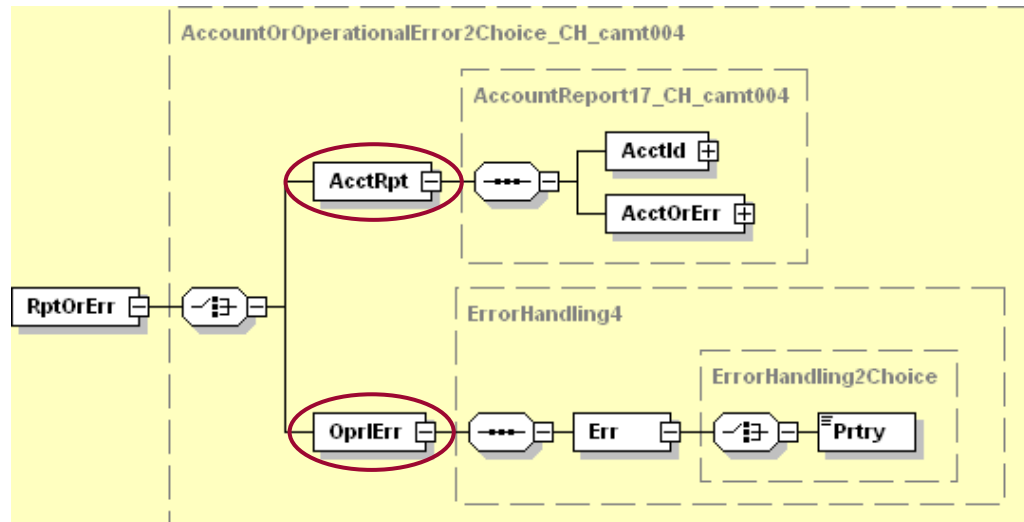 AccountOrOperationalError2Choice_CH_camt004
AccountReport17_CH_camt004
AcctId
AcctRpt
AcctOrErr
RptOrErr
ErrorHandling4
ErrorHandling2Choice
OprlErr
Err
Prtry